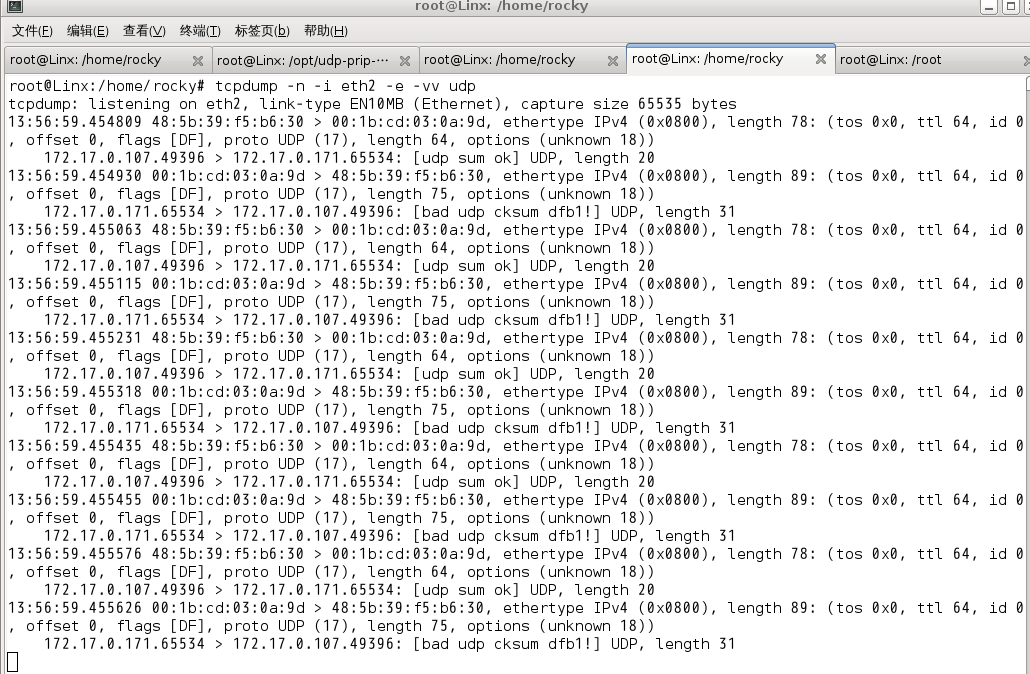 root@Linx: /home/rocky
文件(F) 编辑(E) 查看(V) 终端(T) 标签页(b) 帮助(H)
root@Linx: /home/rocky root@Linx: /opt/udp-prip-··· root@Linx: /home/rocky root@Linx: /home/rocky root@Linx: /root
root@Linx:/home/rocky# tcpdump -n -i eth2 -e -vv udp
tcpdump: listening on eth2, link-type EN10MB (Ethernet), capture size 65535 bytes
13:56:59.454809 48:5b:39:f5:b6:30 > 00:1b:cd:03:0a:9d, ethertype IPv4 (0x0800), length 78: (tos 0x0, ttl 64, id 0
, offset 0, flags [DF], proto UDP (17), length 64, options (unknown 18))
172.17.0.107.49396 > 172.17.0.171.65534: [udp sum ok] UDP, length 20
13:56:59.454930 00:1b:cd:03:0a:9d > 48:5b:39:f5:b6:30, ethertype IPv4 (0x0800), length 89: (tos 0x0, ttl 64, id 0
, offset 0, flags [DF], proto UDP (17), length 75, options (unknown 18))
172.17.0.171.65534 > 172.17.0.107.49396: [bad udp cksum dfb1!] UDP, length 31
13:56:59.455063 48:5b:39:f5:b6:30 > 00:1b:cd:03:0a:9d, ethertype IPv4 (0x0800), length 78: (tos 0x0, ttl 64, id 0
, offset 0, flags [DF], proto UDP (17), length 64, options (unknown 18))
172.17.0.107.49396 > 172.17.0.171.65534: [udp sum ok] UDP, length 20
13:56:59.455115 00:1b:cd:03:0a:9d > 48:5b:39:f5:b6:30, ethertype IPv4 (0x0800), length 89: (tos 0x0, ttl 64, id 0
, offset 0, flags [DF], proto UDP (17), length 75, options (unknown 18))
172.17.0.171.65534 > 172.17.0.107.49396: [bad udp cksum dfb1!] UDP, length 31
13:56:59.455231 48:5b:39:f5:b6:30 > 00:1b:cd:03:0a:9d, ethertype IPv4 (0x0800), length 78: (tos 0x0, ttl 64, id 0
, offset 0, flags [DF], proto UDP (17), length 64, options (unknown 18))
172.17.0.107.49396 > 172.17.0.171.65534: [udp sum ok] UDP, length 20
13:56:59.455318 00:1b:cd:03:0a:9d > 48:5b:39:f5:b6:30, ethertype IPv4 (0x0800), length 89: (tos 0x0, ttl 64, id 0
, offset 0, flags [DF], proto UDP (17), length 75, options (unknown 18))
172.17.0.171.65534 > 172.17.0.107.49396: [bad udp cksum dfb1!] UDP, length 31
13:56:59.455435 48:5b:39:f5:b6:30 > 00:1b:cd:03:0a:9d, ethertype IPv4 (0x0800), length 78: (tos 0x0, ttl 64, id 0
, offset 0, flags [DF], proto UDP (17), length 64, options (unknown 18))
172.17.0.107.49396 > 172.17.0.171.65534: [udp sum ok] UDP, length 20
13:56:59.455455 00:1b:cd:03:0a:9d > 48:5b:39:f5:b6:30, ethertype IPv4 (0x0800), length 89: (tos 0x0, ttl 64, id 0
, offset 0, flags [DF], proto UDP (17), length 75, options (unknown 18))
172.17.0.171.65534 > 172.17.0.107.49396: [bad udp cksum dfb1!] UDP, length 31
13:56:59.455576 48:5b:39:f5:b6:30 > 00:1b:cd:03:0a:9d, ethertype IPv4 (0x0800), length 78: (tos 0x0, ttl 64, id 0
, offset 0, flags [DF], proto UDP (17), length 64, options (unknown 18))
172.17.0.107.49396 > 172.17.0.171.65534: [udp sum ok] UDP, length 20
13:56:59.455626 00:1b:cd:03:0a:9d > 48:5b:39:f5:b6:30, ethertype IPv4 (0x0800), length 89: (tos 0x0, ttl 64, id 0
, offset 0, flags [DF], proto UDP (17), length 75, options (unknown 18))
172.17.0.171.65534 > 172.17.0.107.49396: [bad udp cksum dfb1!] UDP, length 31